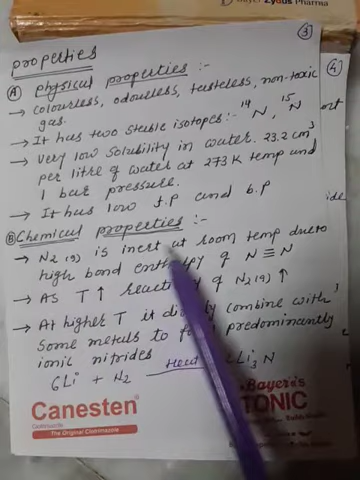 Bayer Zydus Pharma
3
4
properties
A Physical properties :-
→ Colourless, odourless, tasteless, non-toxic
gas.
→ It has two stable isotopes:- ¹⁴N, ¹⁵N
→ Very low solubility in water. 23.2 cm³
per litre of water at 273 K temp and
1 bar pressure.
→ It has low f.p and b.p
ide
B Chemical properties :-
→ N₂ (g) is inert at room temp due to
high bond enthalpy of N≡N
→ As T↑ reactivity of N₂(g) ↑
→ At higher T it directly combine with
some metals to form predominantly
ionic nitrides
6Li + N₂ Heat Li₃N
Canesten
Clotrimazole
The Original Clotrimazole
Bayer's
TONIC